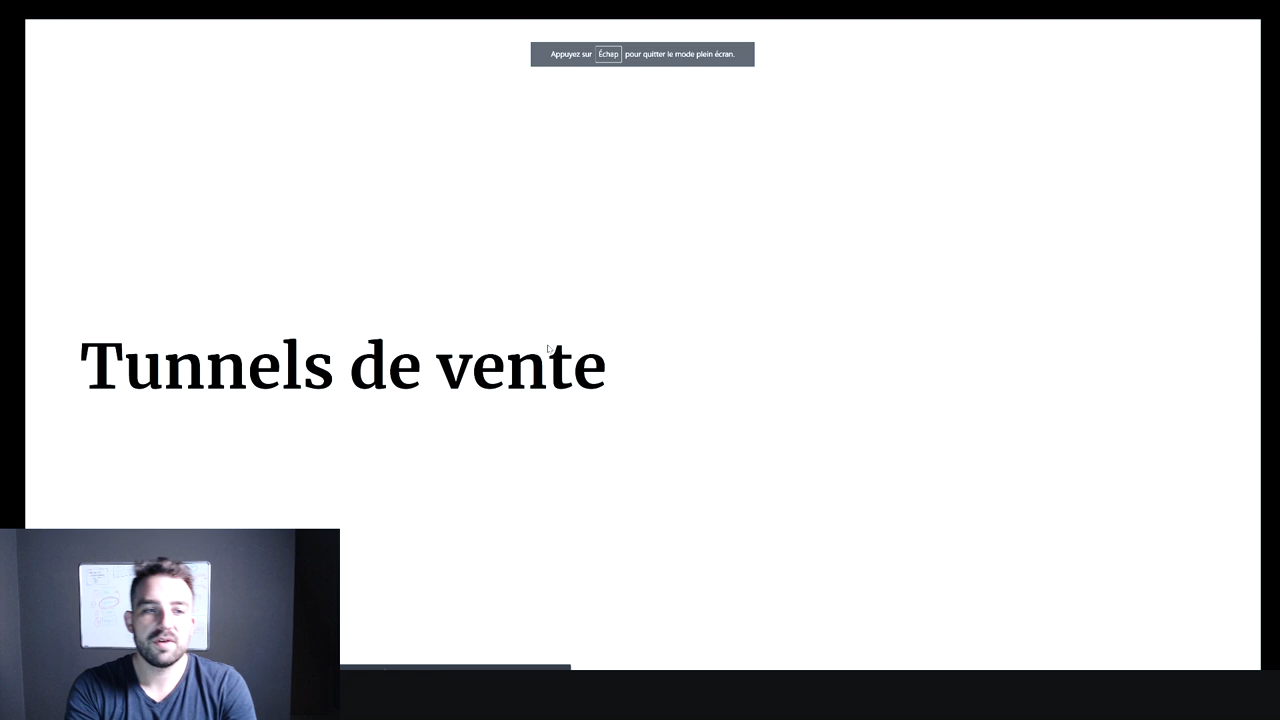 Appuyez sur Échap pour quitter le mode plein écran.
Tunnels de vente